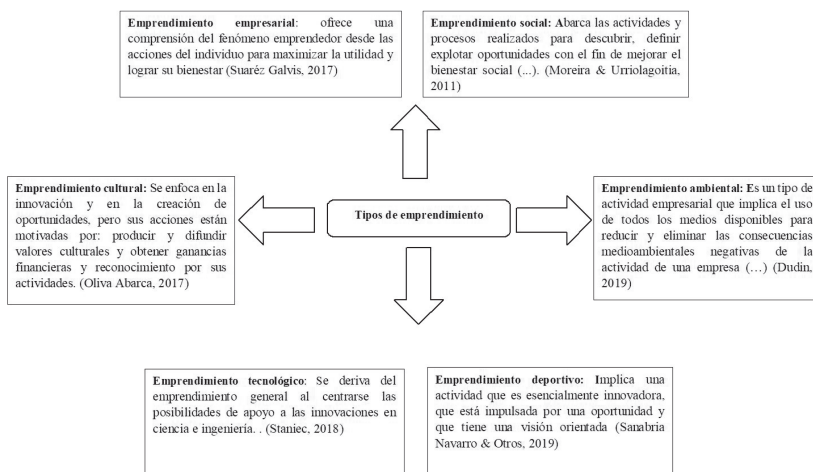 Emprendimiento empresarial: ofrece una
comprensión del fenómeno emprendedor desde las
acciones del individuo para maximizar la utilidad y
lograr su bienestar (Suaréz Galvis, 2017)
Emprendimiento social: Abarca las actividades y
procesos realizados para descubrir, definir
explotar oportunidades con el fin de mejorar el
bienestar social (...). (Moreira & Urriolagoitia,
2011)
Emprendimiento cultural: Se enfoca en la
innovación y en la creación de
oportunidades, pero sus acciones están
motivadas por: producir y difundir
valores culturales y obtener ganancias
financieras y reconocimiento por sus
actividades. (Oliva Abarca, 2017)
Tipos de emprendimiento
Emprendimiento ambiental: Es un tipo de
actividad empresarial que implica el uso
de todos los medios disponibles para
reducir y eliminar las consecuencias
medioambientales negativas de la
actividad de una empresa (…) (Dudin,
2019)
Emprendimiento tecnológico: Se deriva del
emprendimiento general al centrarse las
posibilidades de apoyo a las innovaciones en
ciencia e ingeniería. . (Staniec, 2018)
Emprendimiento deportivo: Implica una
actividad que es esencialmente innovadora,
que está impulsada por una oportunidad y
que tiene una visión orientada (Sanabria
Navarro & Otros, 2019)